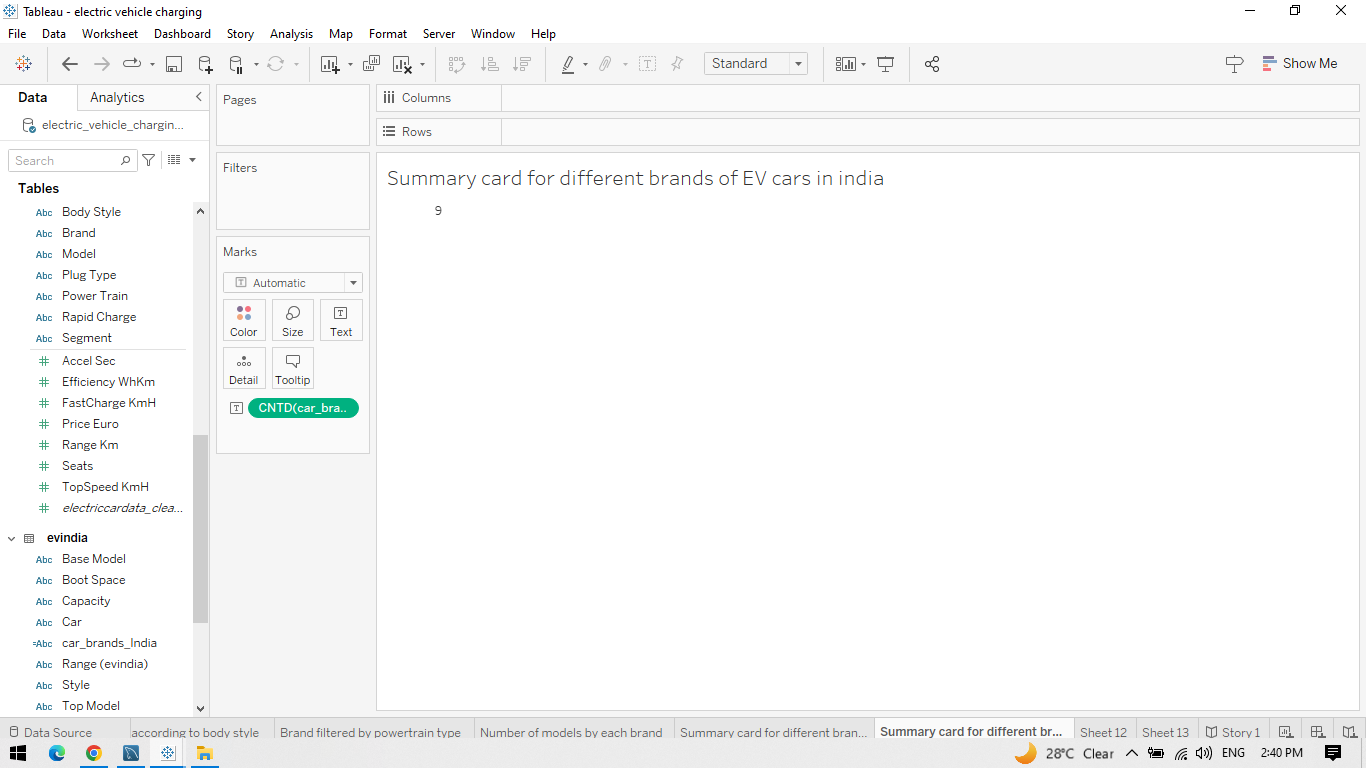 Tableau - electric vehicle charging
File Data Worksheet Dashboard Story Analysis Map Format Server Window Help
Standard
Show Me
Data Analytics
electric_vehicle_chargin...
Search
Tables
Abc Body Style
Abc Brand
Abc Model
Abc Plug Type
Abc Power Train
Abc Rapid Charge
Abc Segment
# Accel Sec
# Efficiency WhKm
# FastCharge KmH
# Price Euro
# Range Km
# Seats
# TopSpeed KmH
# electriccardata_clea...
evindia
Abc Base Model
Abc Boot Space
Abc Capacity
Abc Car
=Abc car_brands_India
Abc Range (evindia)
Abc Style
Abc Top Model
Pages
Filters
Marks
T Automatic
Color Size Text
Detail Tooltip
T CNTD(car_bra..
Columns
Rows
Summary card for different brands of EV cars in india
9
Data Source according to body style Brand filtered by powertrain type Number of models by each brand Summary card for different bran... Summary card for different br... Sheet 12 Sheet 13 Story 1
28°C Clear ENG 2:40 PM